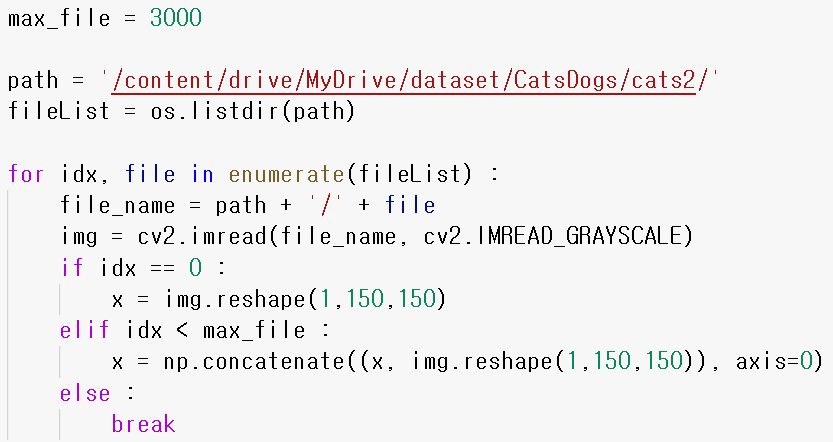 max_file = 3000
path = '/content/drive/MyDrive/dataset/CatsDogs/cats2/'
fileList = os.listdir(path)
for idx, file in enumerate(fileList) :
    file_name = path + '/' + file
    img = cv2.imread(file_name, cv2.IMREAD_GRAYSCALE)
    if idx == 0 :
        x = img.reshape(1,150,150)
    elif idx < max_file :
        x = np.concatenate((x, img.reshape(1,150,150)), axis=0)
    else :
        break